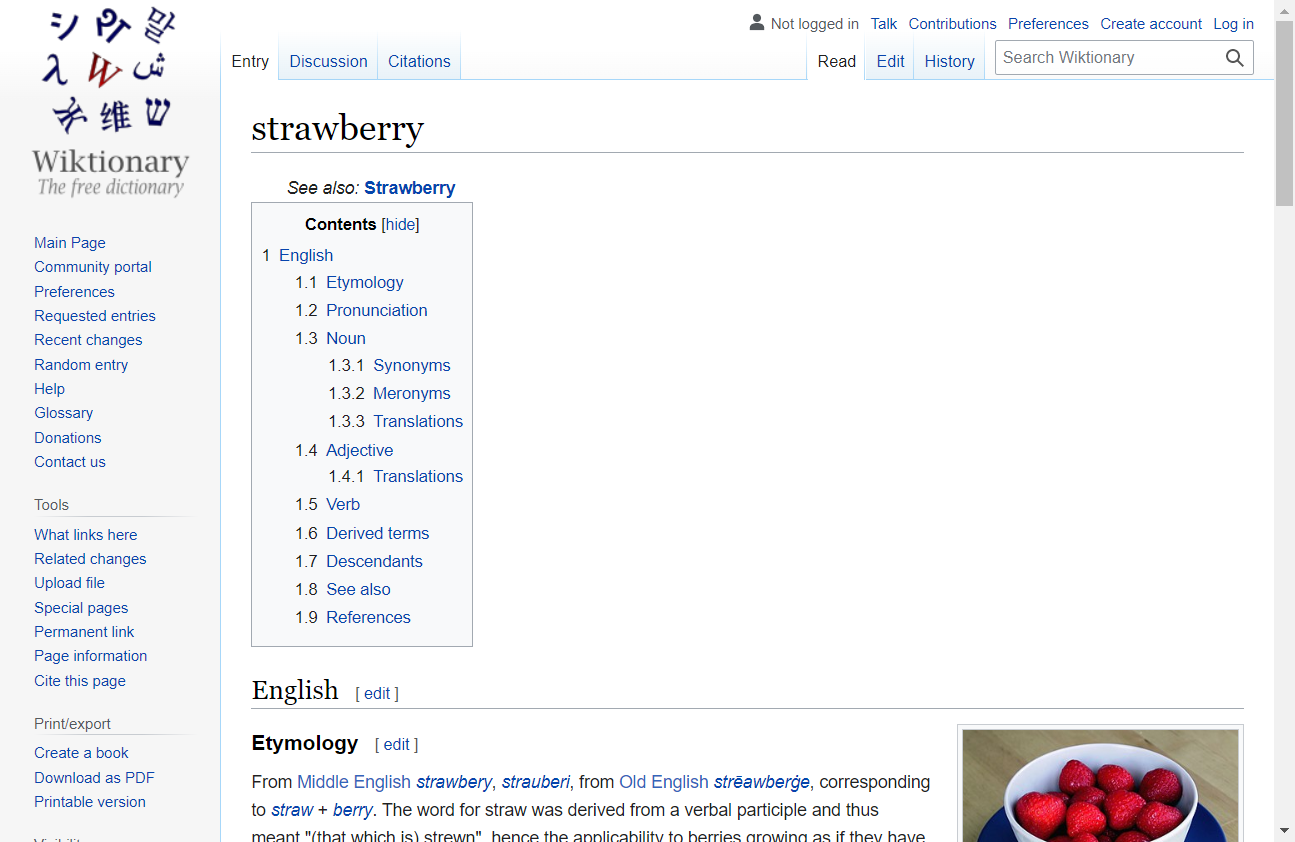 シ ዊ 말
λ W ش
ጽ 维 ש
Wiktionary
The free dictionary
Main Page
Community portal
Preferences
Requested entries
Recent changes
Random entry
Help
Glossary
Donations
Contact us
Tools
What links here
Related changes
Upload file
Special pages
Permanent link
Page information
Cite this page
Print/export
Create a book
Download as PDF
Printable version
Not logged in Talk Contributions Preferences Create account Log in
Entry Discussion Citations Read Edit History Search Wiktionary
strawberry
See also: Strawberry
Contents [hide]
1 English
1.1 Etymology
1.2 Pronunciation
1.3 Noun
1.3.1 Synonyms
1.3.2 Meronyms
1.3.3 Translations
1.4 Adjective
1.4.1 Translations
1.5 Verb
1.6 Derived terms
1.7 Descendants
1.8 See also
1.9 References
English [ edit ]
Etymology [ edit ]
From Middle English strawbery, strauberi, from Old English strēawberġe, corresponding
to straw + berry. The word for straw was derived from a verbal participle and thus
meant "(that which is) strewn", hence the applicability to berries growing as if they have